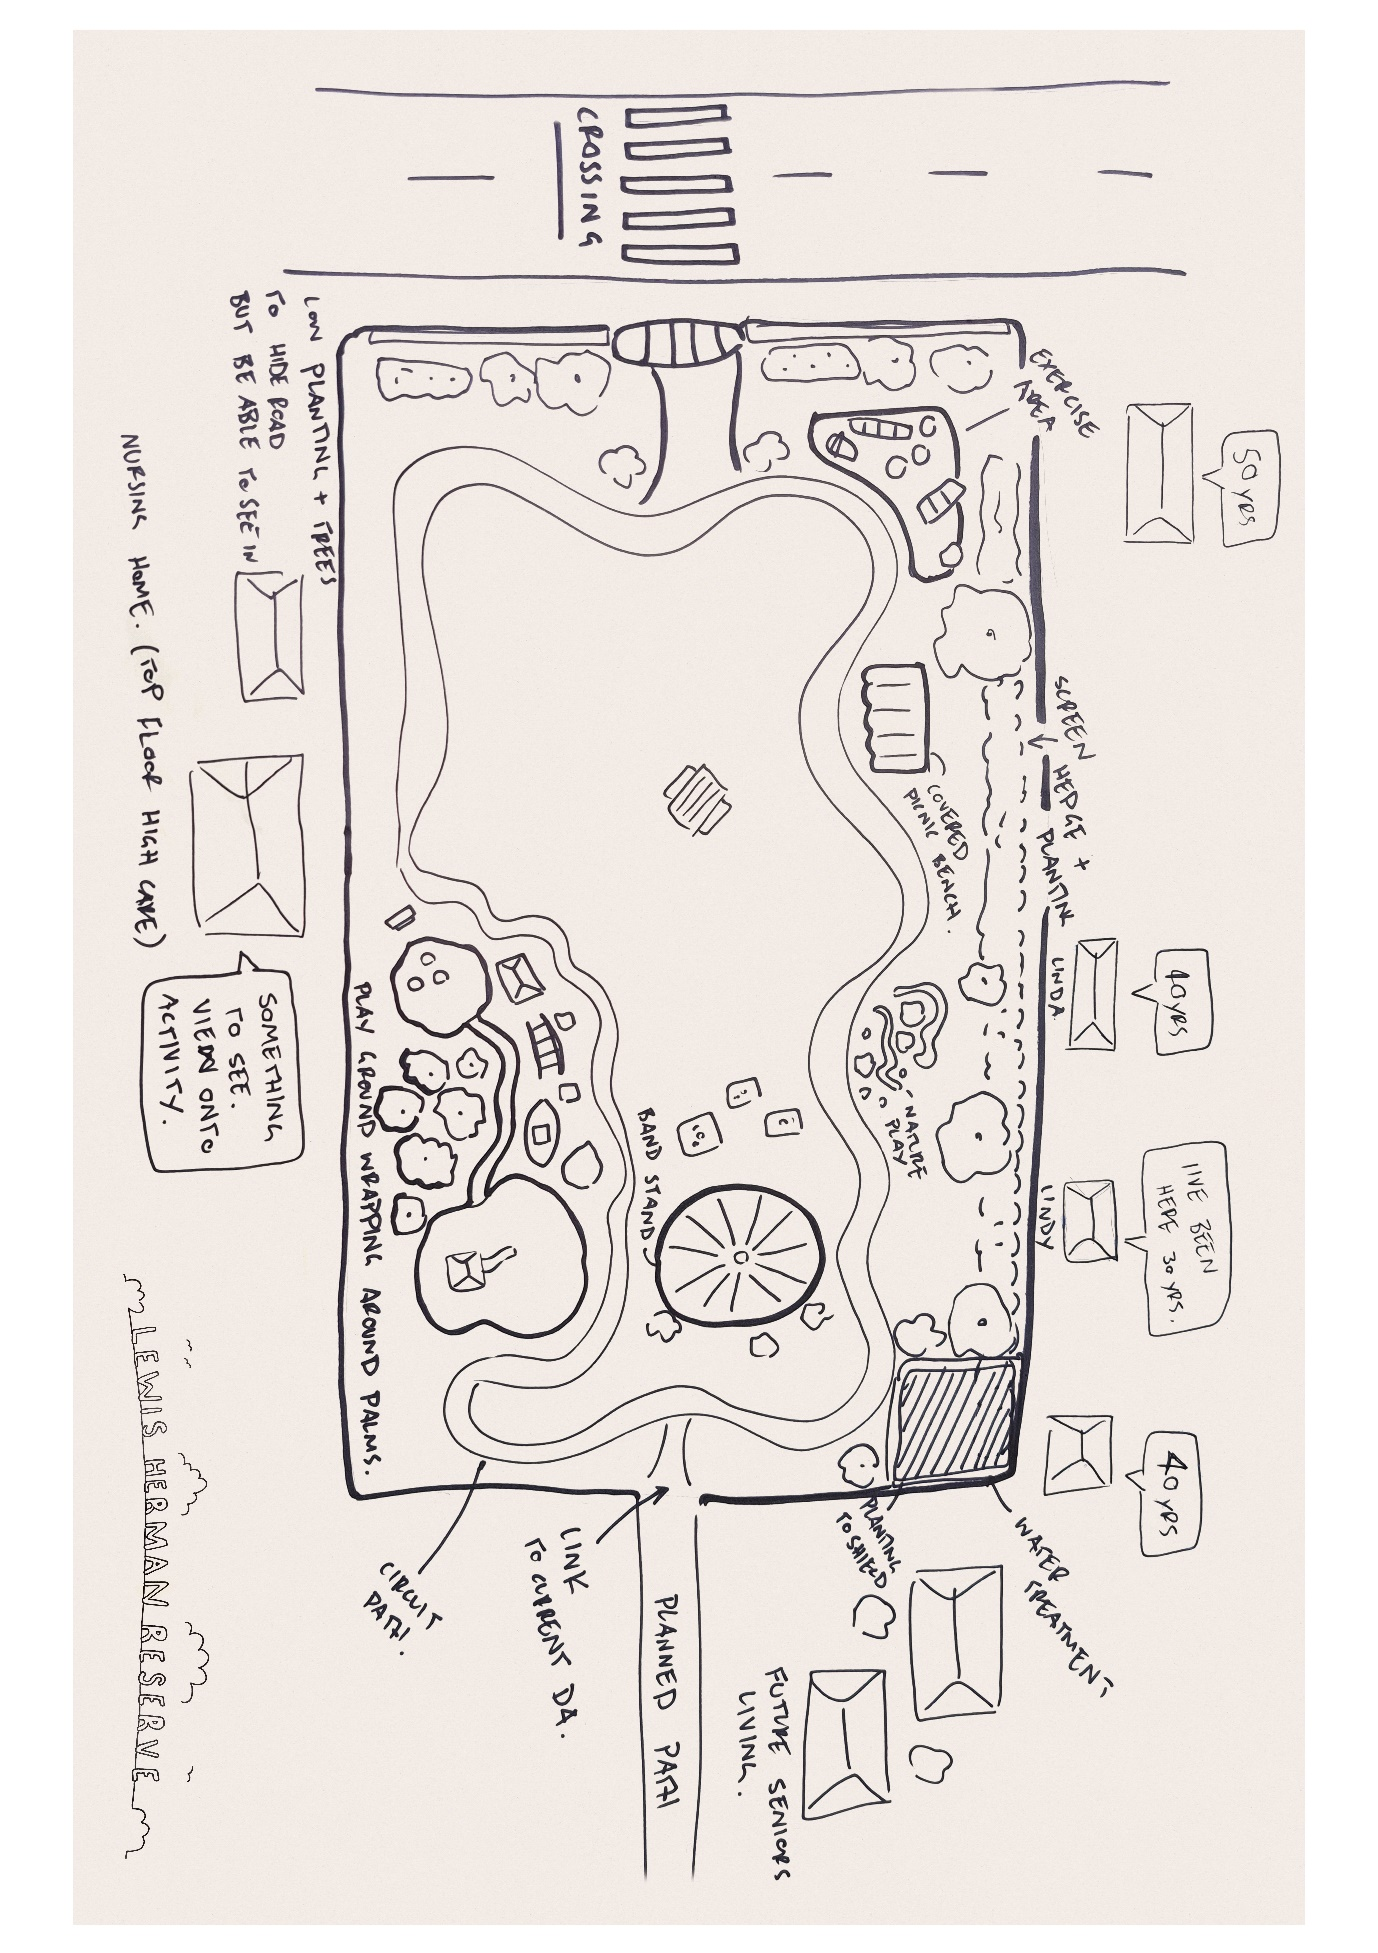 CROSSING
LOW PLANTING + TREES
TO HIDE ROAD
BUT BE ABLE TO SEE IN
EXERCISE
AREA
50 YRS
NURSING HOME. (TOP FLOOR HIGH CARE)
SOMETHING
TO SEE.
VIEW ONTO
ACTIVITY.
SCREEN HEDGE + PLANTING
COVERED
PICNIC BENCH.
LINDA
40 YRS
NATURE
PLAY
LINDY
I'VE BEEN
HERE 30 YRS.
BAND STAND
PLAY GROUND WRAPPING AROUND PALMS.
40 YRS
WATER
TREATMENT
PLANTING
TO SHIELD
LINK
TO CURRENT DA.
CIRCUIT
PATH.
PLANNED PATH
FUTURE SENIORS
LIVING.
LEWIS HERMAN RESERVE